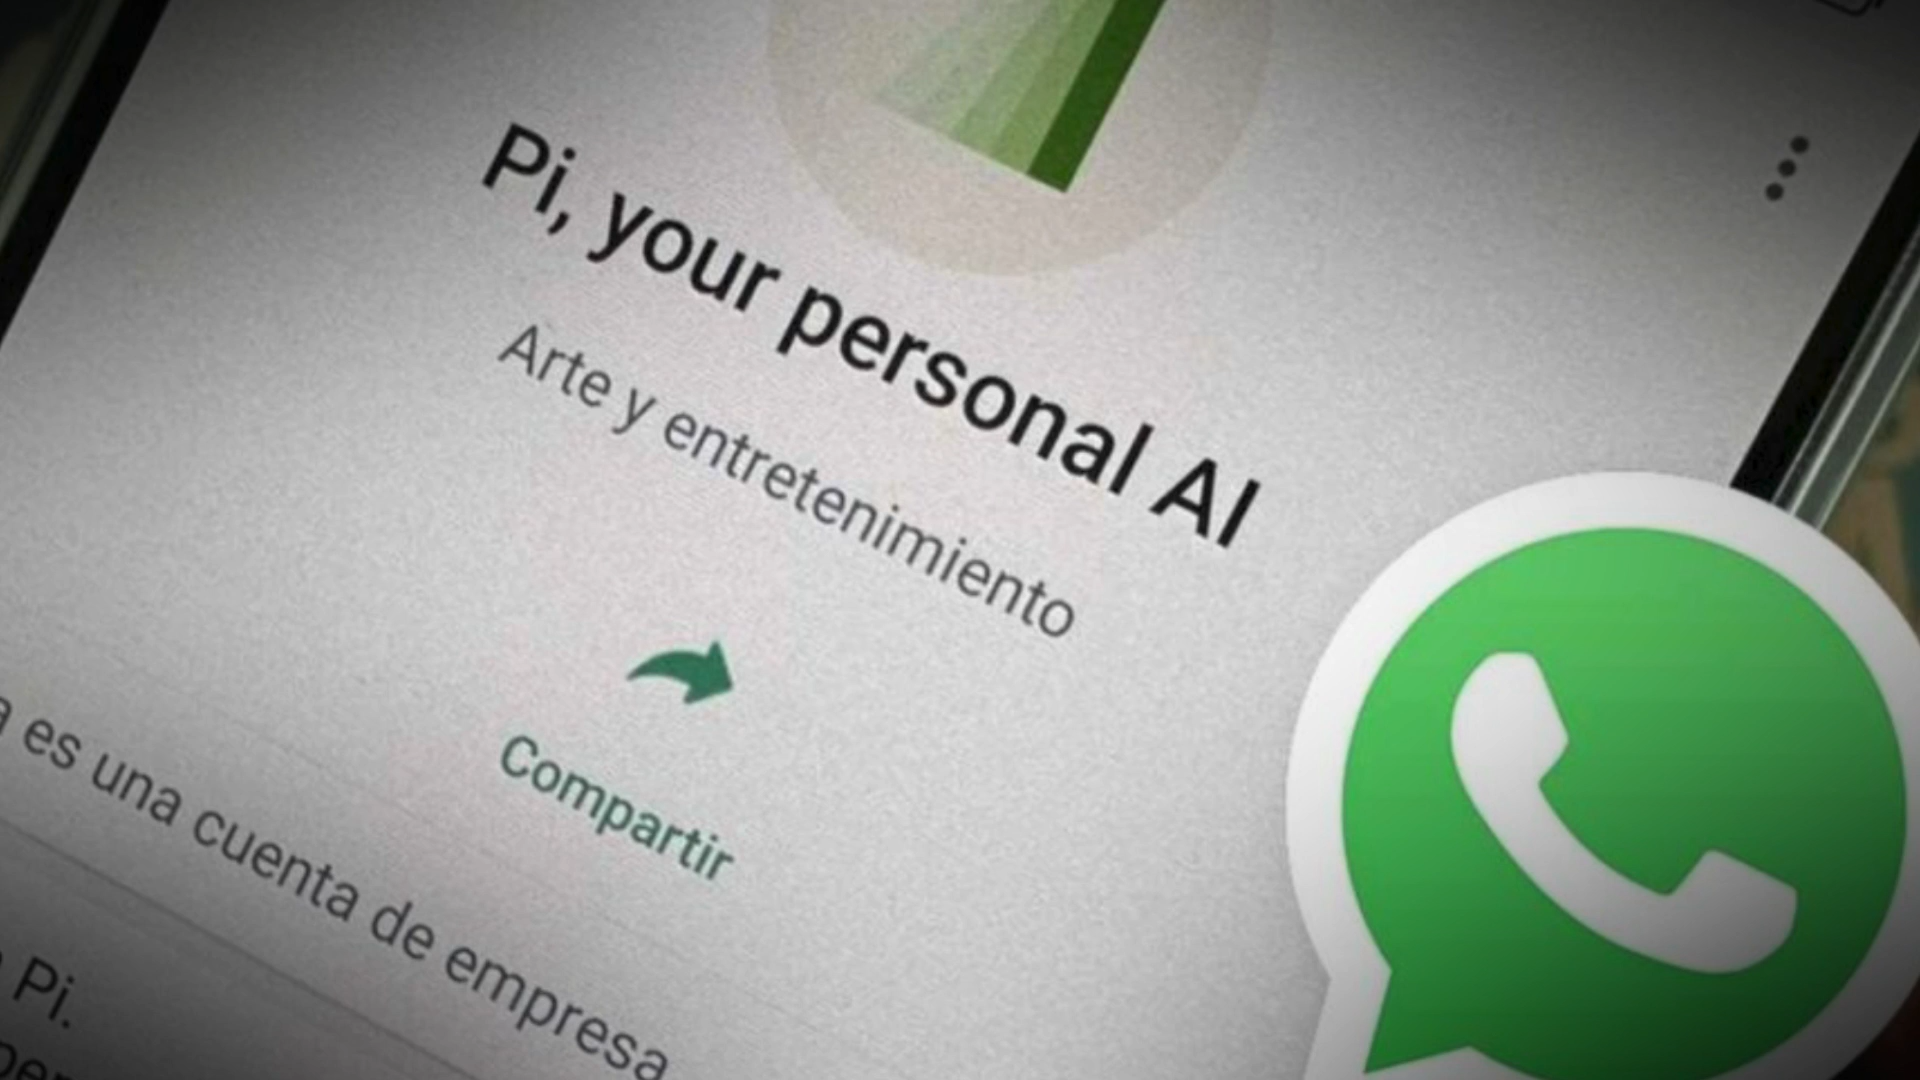 Pi, your personal AI
Arte y entretenimiento
Compartir
es una cuenta de empresa
Pi.